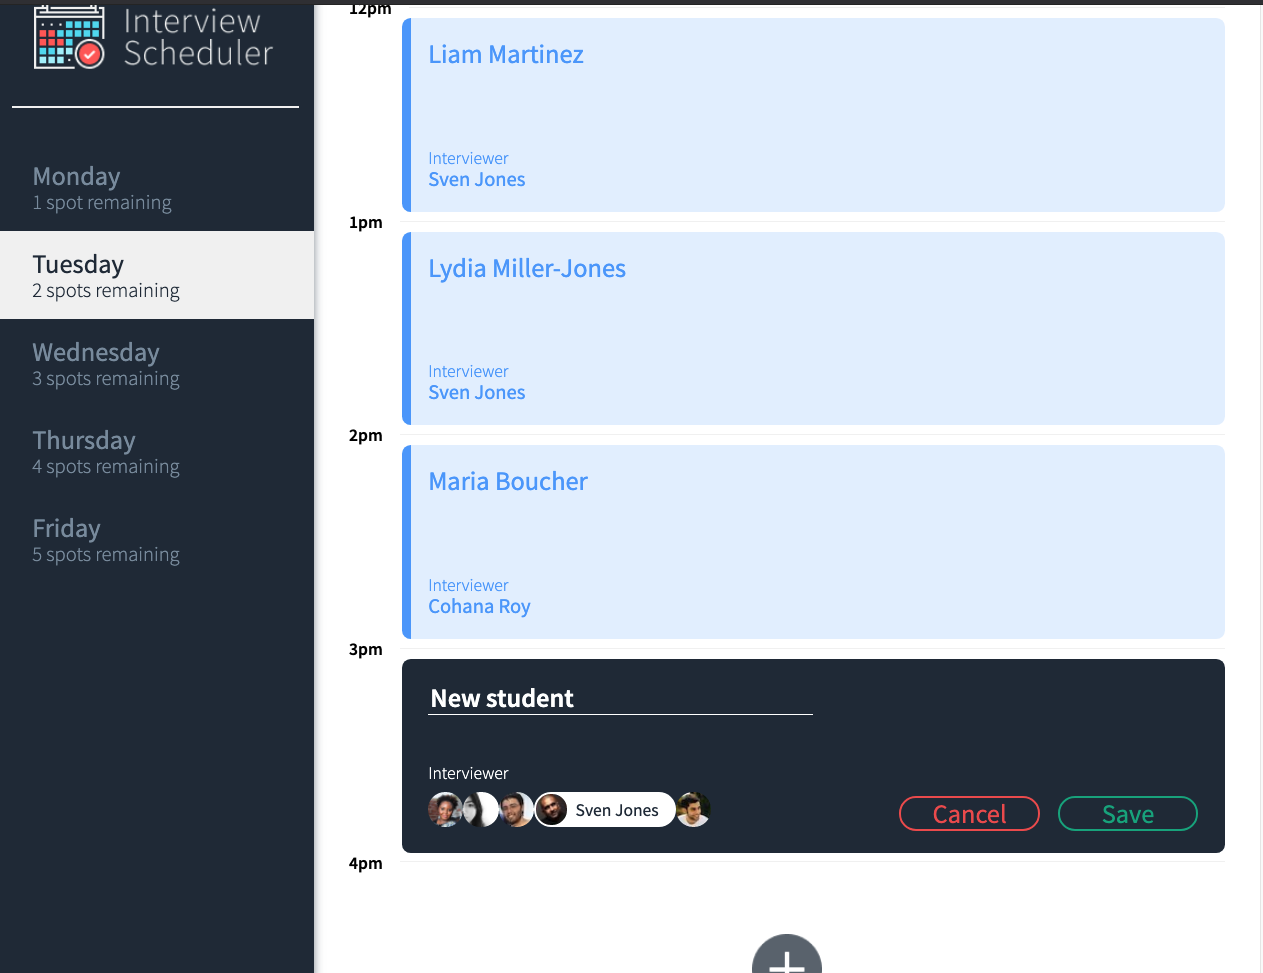 Interview
Scheduler
Monday
1 spot remaining
Tuesday
2 spots remaining
Wednesday
3 spots remaining
Thursday
4 spots remaining
Friday
5 spots remaining
12pm
Liam Martinez
Interviewer
Sven Jones
1pm
Lydia Miller-Jones
Interviewer
Sven Jones
2pm
Maria Boucher
Interviewer
Cohana Roy
3pm
New student
Interviewer
Sven Jones
Cancel
Save
4pm